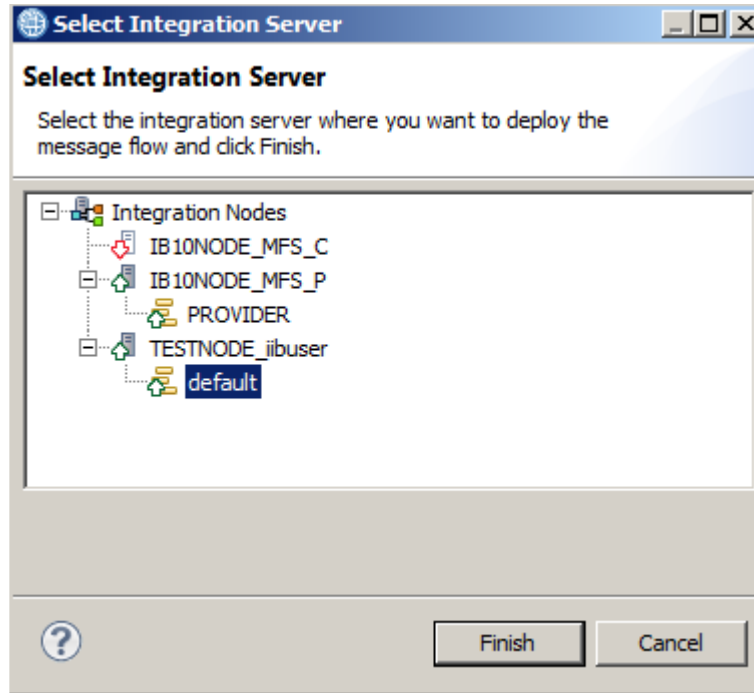 Select Integration Server
Select Integration Server
Select the integration server where you want to deploy the
message flow and click Finish.
Integration Nodes
IB10NODE_MFS_C
IB10NODE_MFS_P
PROVIDER
TESTNODE_iibuser
default
?
Finish Cancel